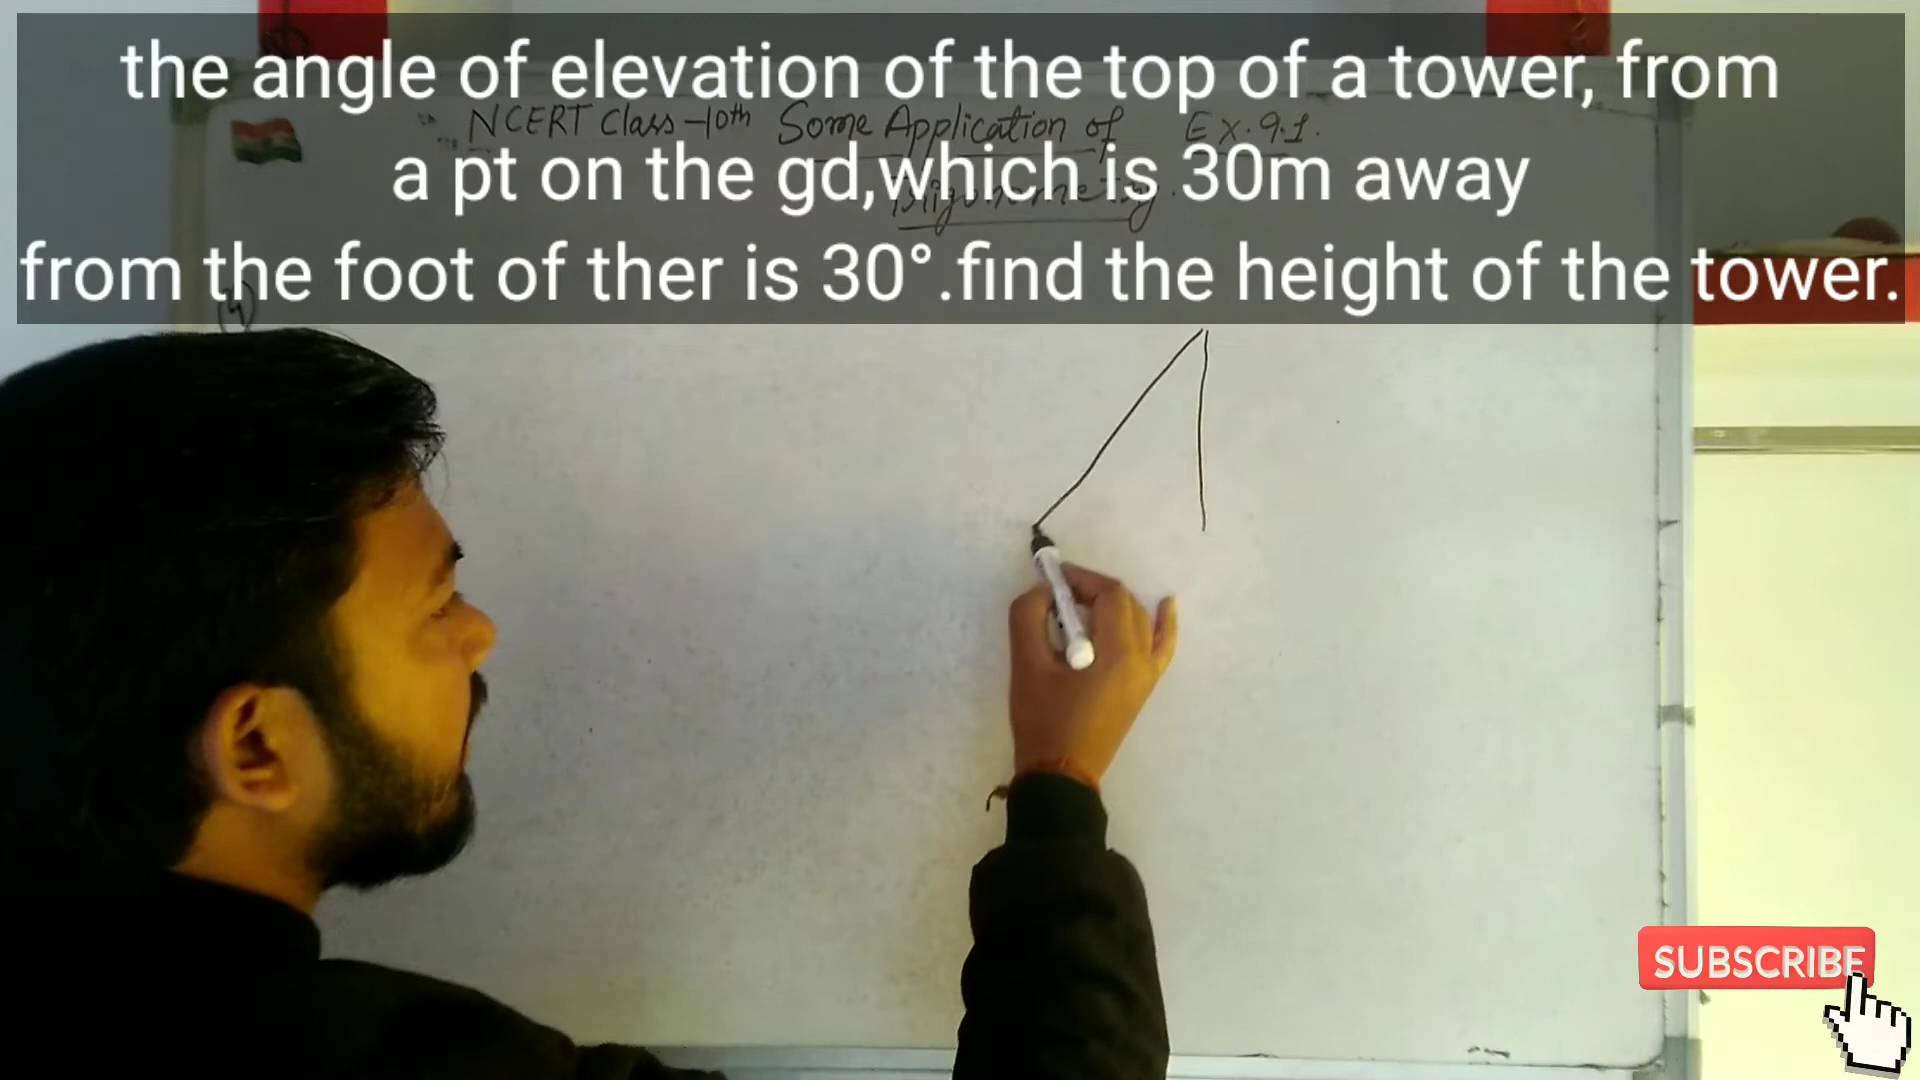 the angle of elevation of the top of a tower, from
NCERT Class-10th Some Application of Ex.9.1.
a pt on the gd,which is 30m away
Trigonometry.
from the foot of ther is 30°.find the height of the tower.
4)
SUBSCRIBE